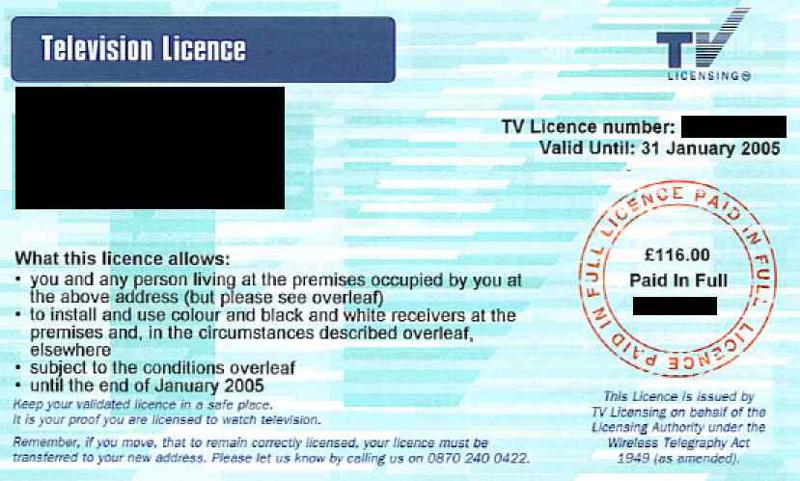 Television Licence
TV
LICENSING
TV Licence number:
Valid Until: 31 January 2005
LICENCE PAID IN FULL LICENCE PAID IN FULL
£116.00
Paid In Full
What this licence allows:
• you and any person living at the premises occupied by you at
the above address (but please see overleaf)
• to install and use colour and black and white receivers at the
premises and, in the circumstances described overleaf,
elsewhere
• subject to the conditions overleaf
• until the end of January 2005
Keep your validated licence in a safe place.
It is your proof you are licensed to watch television.
Remember, if you move, that to remain correctly licensed, your licence must be
transferred to your new address. Please let us know by calling us on 0870 240 0422.
This Licence is issued by
TV Licensing on behalf of the
Licensing Authority under the
Wireless Telegraphy Act
1949 (as amended).